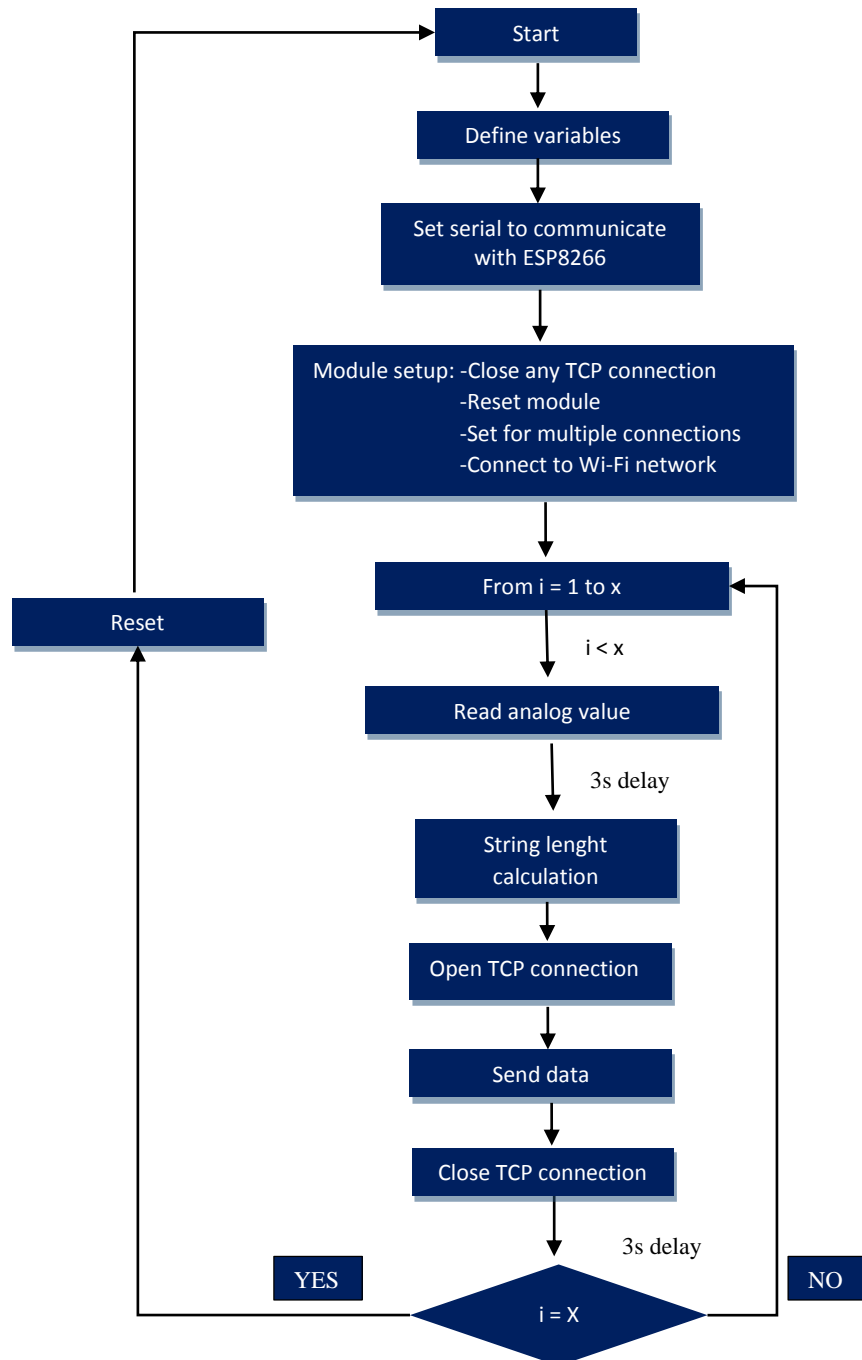 Start
Define variables
Set serial to communicate
with ESP8266
Module setup: -Close any TCP connection
-Reset module
-Set for multiple connections
-Connect to Wi-Fi network
From i = 1 to x
Reset
i < x
Read analog value
3s delay
String lenght
calculation
Open TCP connection
Send data
Close TCP connection
3s delay
YES
NO
i = X